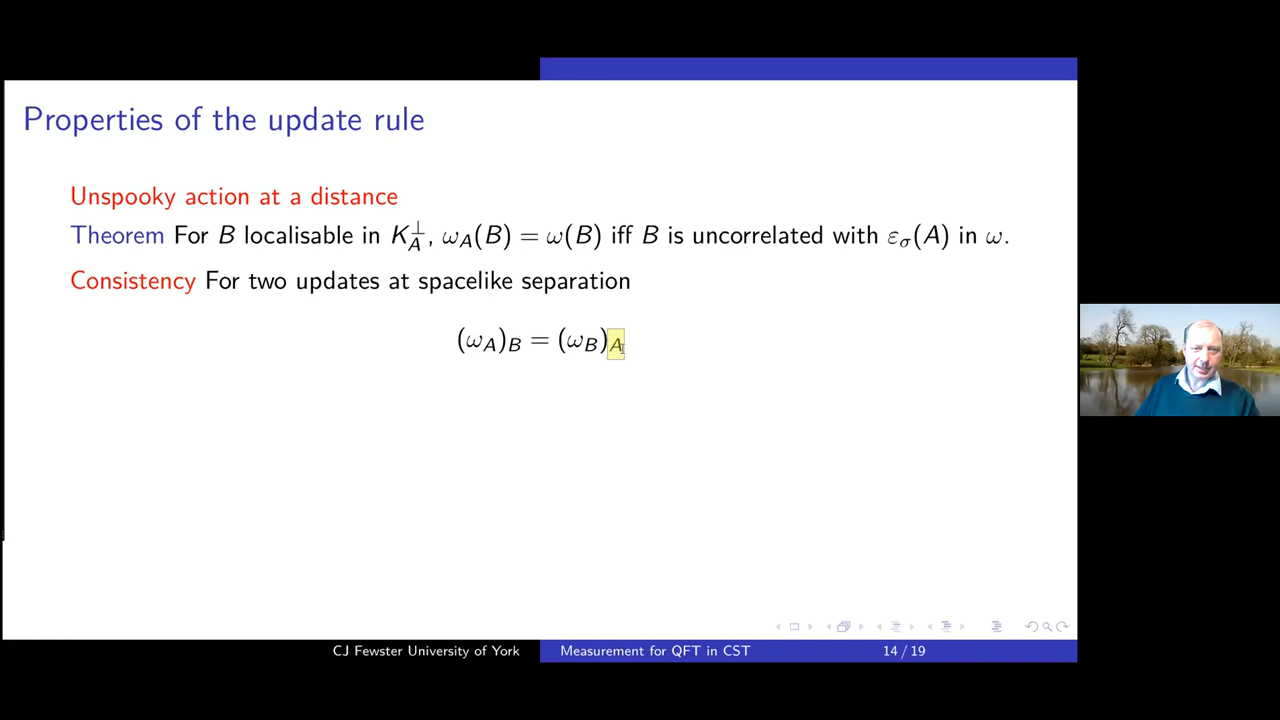 Properties of the update rule
Unspooky action at a distance
Theorem For B localisable in K_A^⊥, ω_A(B) = ω(B) iff B is uncorrelated with ε_σ(A) in ω.
Consistency For two updates at spacelike separation
(ω_A)_B = (ω_B)_A
CJ Fewster University of York Measurement for QFT in CST 14 / 19